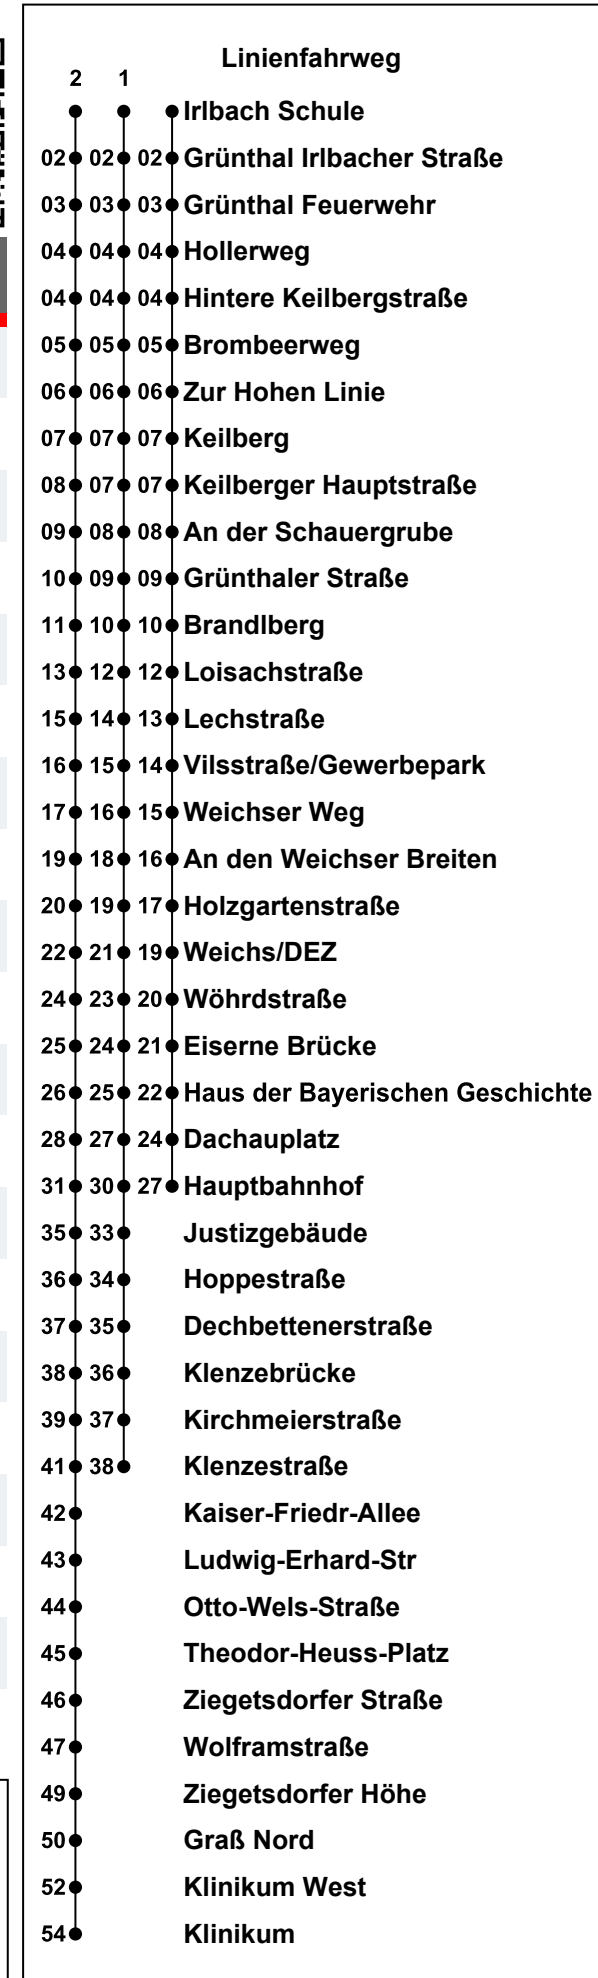 Linienfahrweg
2 1
Irlbach Schule
02 02 02 Grünthal Irlbacher Straße
03 03 03 Grünthal Feuerwehr
04 04 04 Hollerweg
04 04 04 Hintere Keilbergstraße
05 05 05 Brombeerweg
06 06 06 Zur Hohen Linie
07 07 07 Keilberg
08 07 07 Keilberger Hauptstraße
09 08 08 An der Schauergrube
10 09 09 Grünthaler Straße
11 10 10 Brandlberg
13 12 12 Loisachstraße
15 14 13 Lechstraße
16 15 14 Vilsstraße/Gewerbepark
17 16 15 Weichser Weg
19 18 16 An den Weichser Breiten
20 19 17 Holzgartenstraße
22 21 19 Weichs/DEZ
24 23 20 Wöhrdstraße
25 24 21 Eiserne Brücke
26 25 22 Haus der Bayerischen Geschichte
28 27 24 Dachauplatz
31 30 27 Hauptbahnhof
35 33 Justizgebäude
36 34 Hoppestraße
37 35 Dechbettenerstraße
38 36 Klenzebrücke
39 37 Kirchmeierstraße
41 38 Klenzestraße
42 Kaiser-Friedr-Allee
43 Ludwig-Erhard-Str
44 Otto-Wels-Straße
45 Theodor-Heuss-Platz
46 Ziegetsdorfer Straße
47 Wolframstraße
49 Ziegetsdorfer Höhe
50 Graß Nord
52 Klinikum West
54 Klinikum